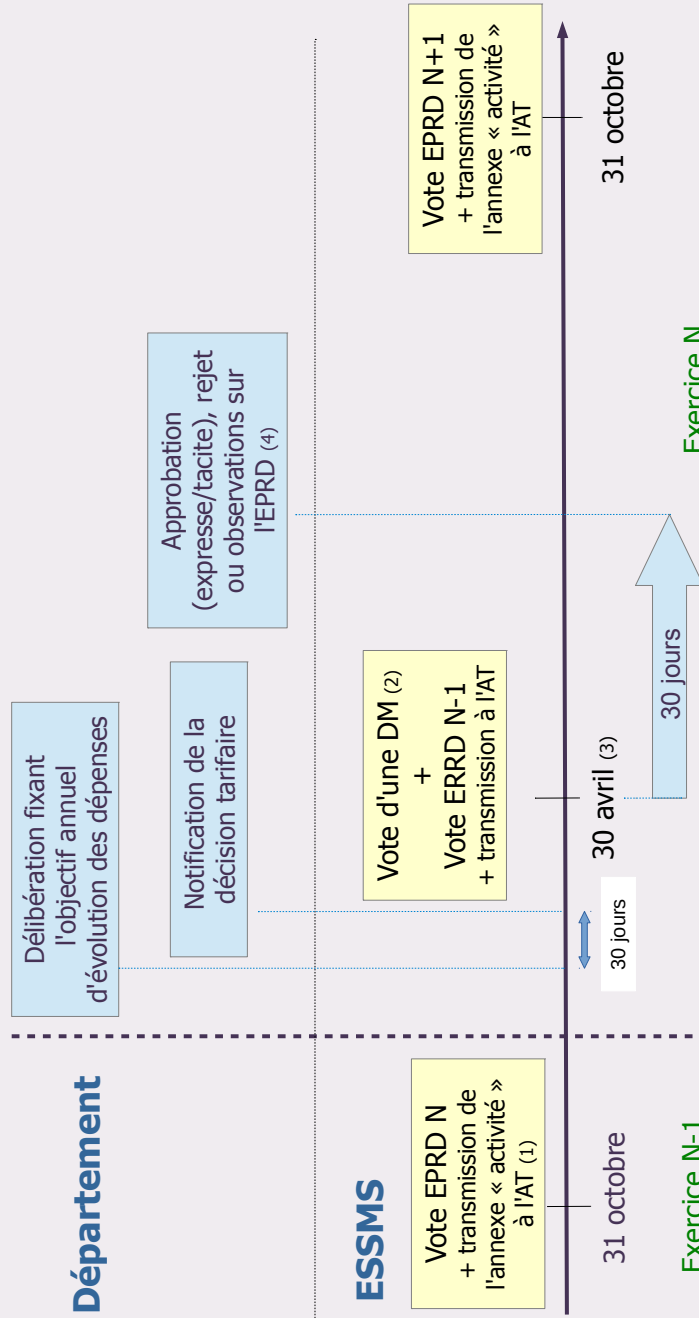 Département
Délibération fixant
l'objectif annuel
d'évolution des dépenses
Notification de la
décision tarifaire
Approbation
(expresse/tacite), rejet
ou observations sur
l'EPRD (4)
ESSMS
Vote EPRD N
+ transmission de
l'annexe « activité »
à l'AT (1)
Vote d'une DM (2)
+
Vote ERRD N-1
+ transmission à l'AT
Vote EPRD N+1
+ transmission de
l'annexe « activité »
à l'AT
31 octobre
30 jours
30 avril (3)
31 octobre
30 jours
Exercice N-1
Exercice N